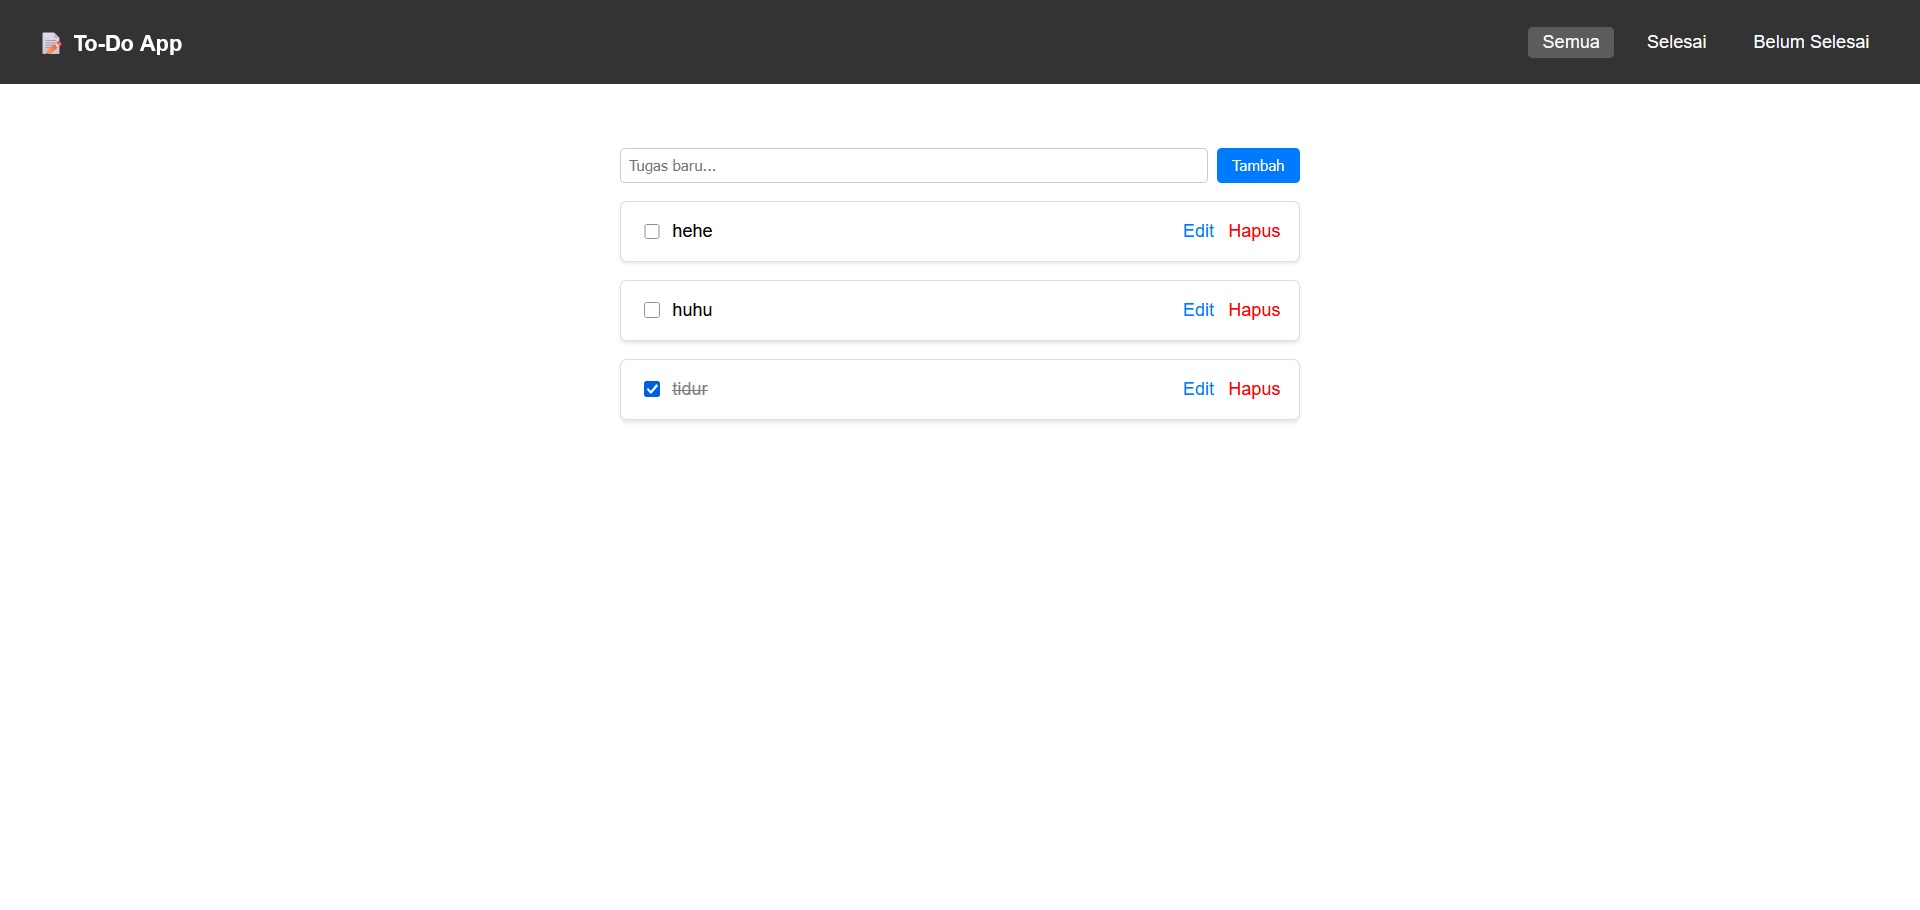 📝 To-Do App
Semua Selesai Belum Selesai
Tugas baru...
Tambah
hehe Edit Hapus
huhu Edit Hapus
tidur Edit Hapus